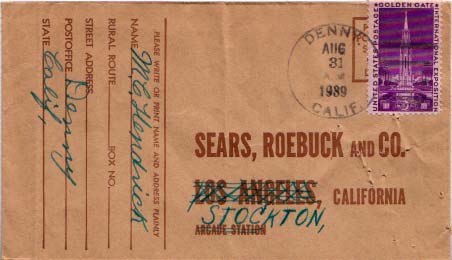 PLEASE WRITE OR PRINT NAME AND ADDRESS PLAINLY
NAME M.E. Hendrick
RURAL ROUTE BOX NO.
STREET ADDRESS
POSTOFFICE Denny
STATE Calif.
DENNY
AUG
31
A.M.
1939
CALIF.
GOLDEN GATE
INTERNATIONAL EXPOSITION
UNITED STATES POSTAGE
3¢
SEARS, ROEBUCK AND CO.
LOS ANGELES, CALIFORNIA
STOCKTON,
ARCADE STATION